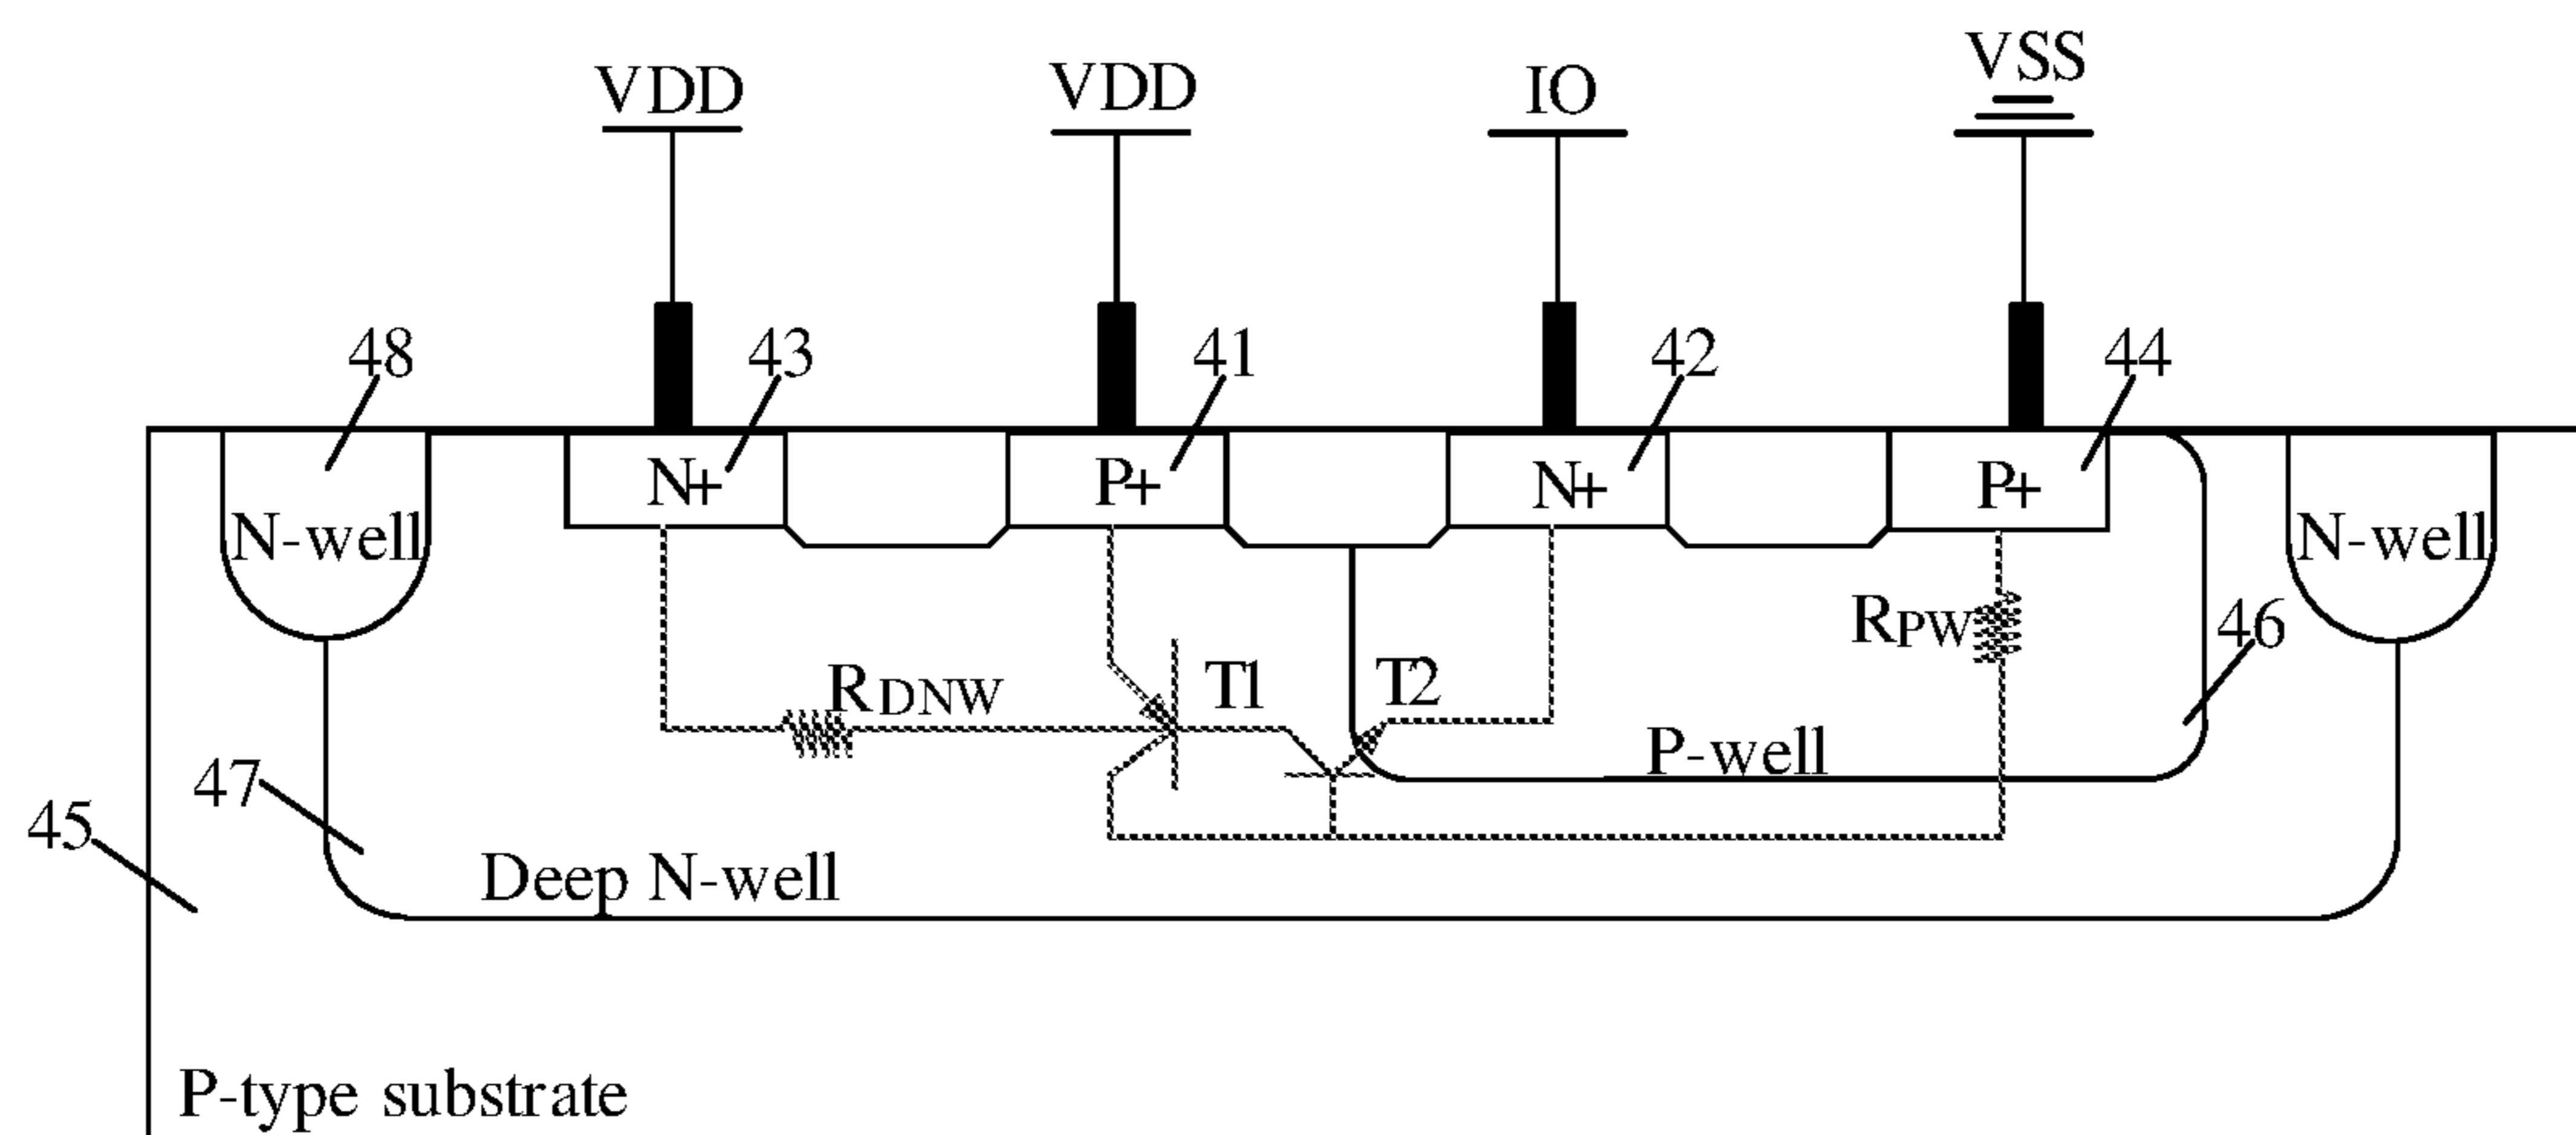 VDD VDD IO VSS
48 43 41 42 44
N+ P+ N+ P+
N-well N-well
RPW 46
RDNW T1 T2
P-well
47
45
Deep N-well
P-type substrate